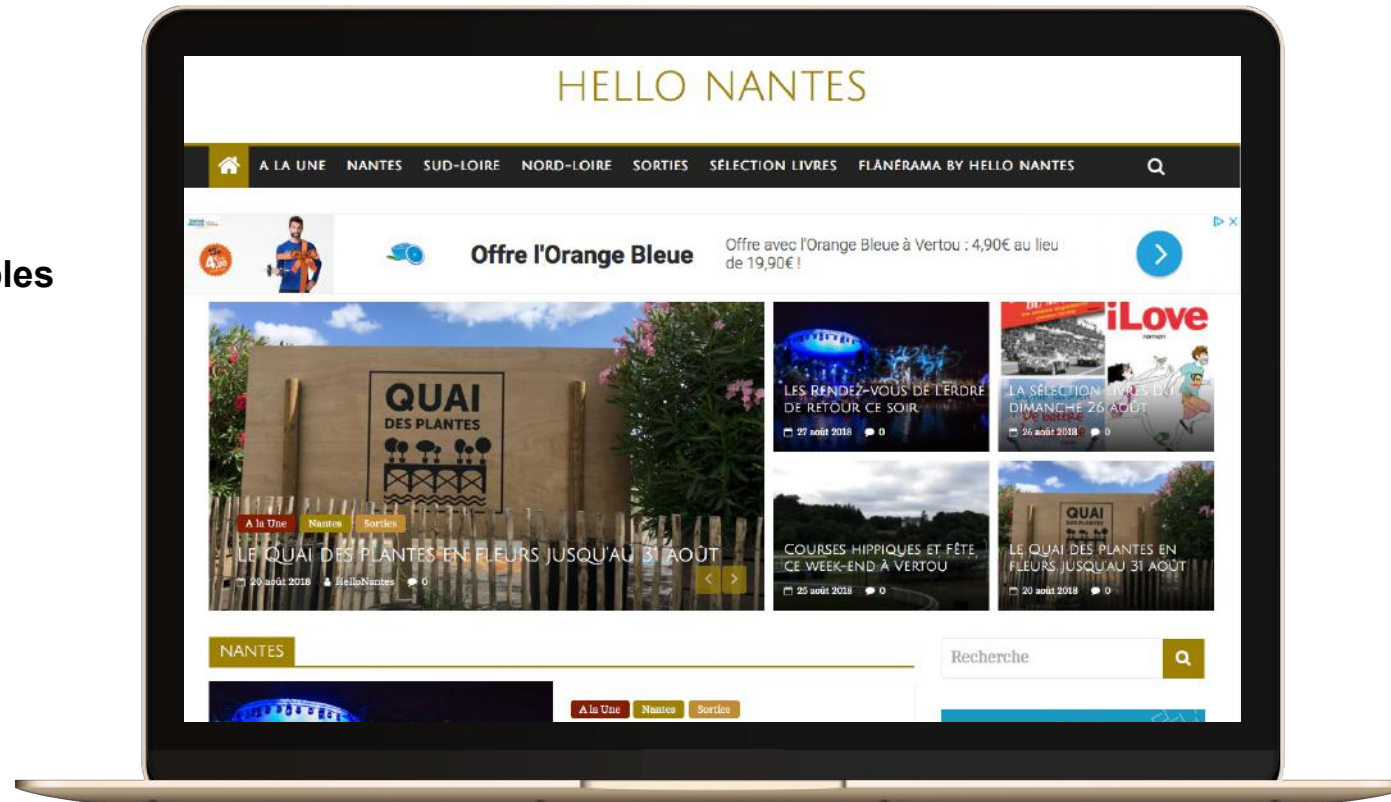 HELLO NANTES
A LA UNE NANTES SUD-LOIRE NORD-LOIRE SORTIES SÉLECTION LIVRES FLÂNÉRAMA BY HELLO NANTES
Offre l'Orange Bleue
Offre avec l'Orange Bleue à Vertou : 4,90€ au lieu
de 19,90€ !
QUAI
DES PLANTES
A la Une Nantes Sorties
LE QUAI DES PLANTES EN FLEURS JUSQU'AU 31 AOÛT
20 août 2018 HelloNantes 0
LES RENDEZ-VOUS DE L'ERDRE
DE RETOUR CE SOIR
27 août 2018 0
iLove
roman
LA SÉLECTION LIVRES DU
DIMANCHE 26 AOÛT
26 août 2018 0
COURSES HIPPIQUES ET FÊTE
CE WEEK-END À VERTOU
25 août 2018 0
QUAI
DES PLANTES
LE QUAI DES PLANTES EN
FLEURS JUSQU'AU 31 AOÛT
20 août 2018 0
NANTES
Recherche
A la Une Nantes Sorties